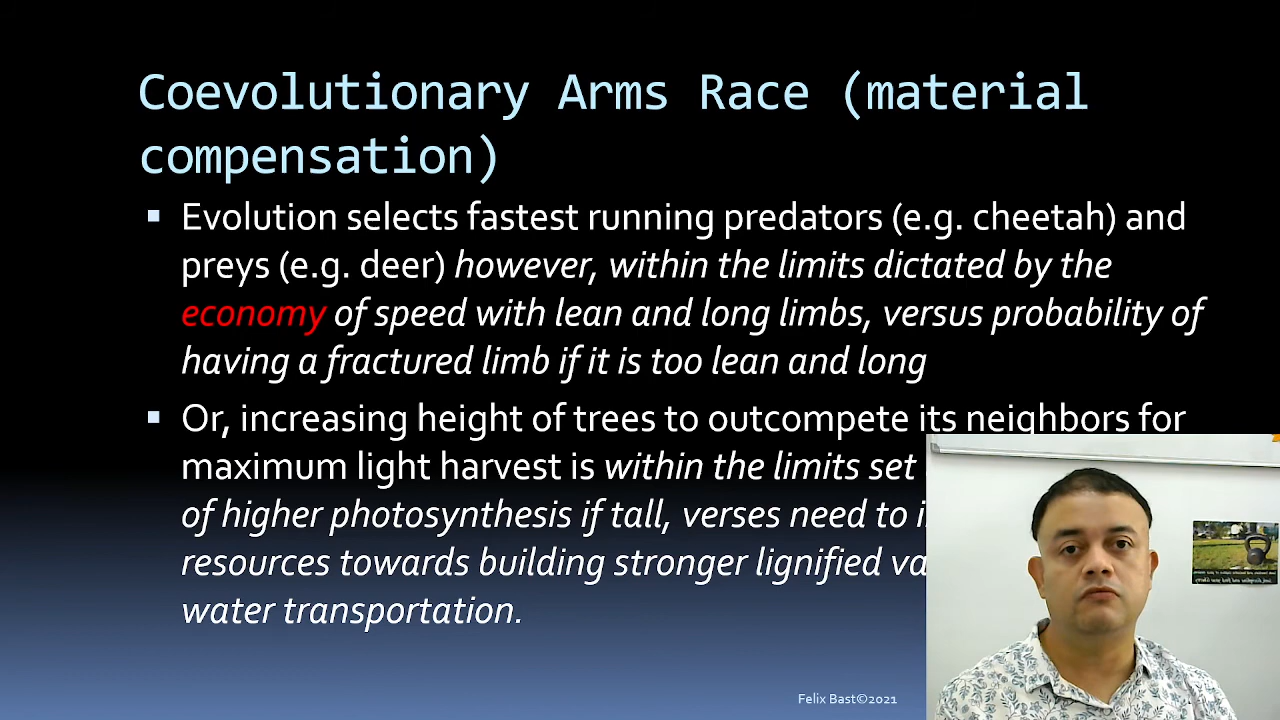 Coevolutionary Arms Race (material
compensation)
Evolution selects fastest running predators (e.g. cheetah) and
preys (e.g. deer) however, within the limits dictated by the
economy of speed with lean and long limbs, versus probability of
having a fractured limb if it is too lean and long
Or, increasing height of trees to outcompete its neighbors for
maximum light harvest is within the limits set
of higher photosynthesis if tall, verses need to
resources towards building stronger lignified
water transportation.
Felix Bast©2021